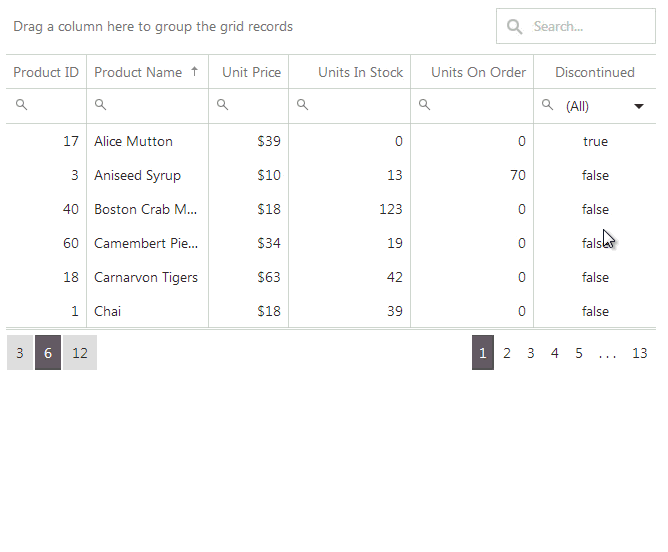 Drag a column here to group the grid records Search...
Product ID Product Name ↑ Unit Price Units In Stock Units On Order Discontinued
(All)
17 Alice Mutton $39 0 0 true
3 Aniseed Syrup $10 13 70 false
40 Boston Crab M... $18 123 0 false
60 Camembert Pie... $34 19 0 false
18 Carnarvon Tigers $63 42 0 false
1 Chai $18 39 0 false
3 6 12 1 2 3 4 5 ... 13